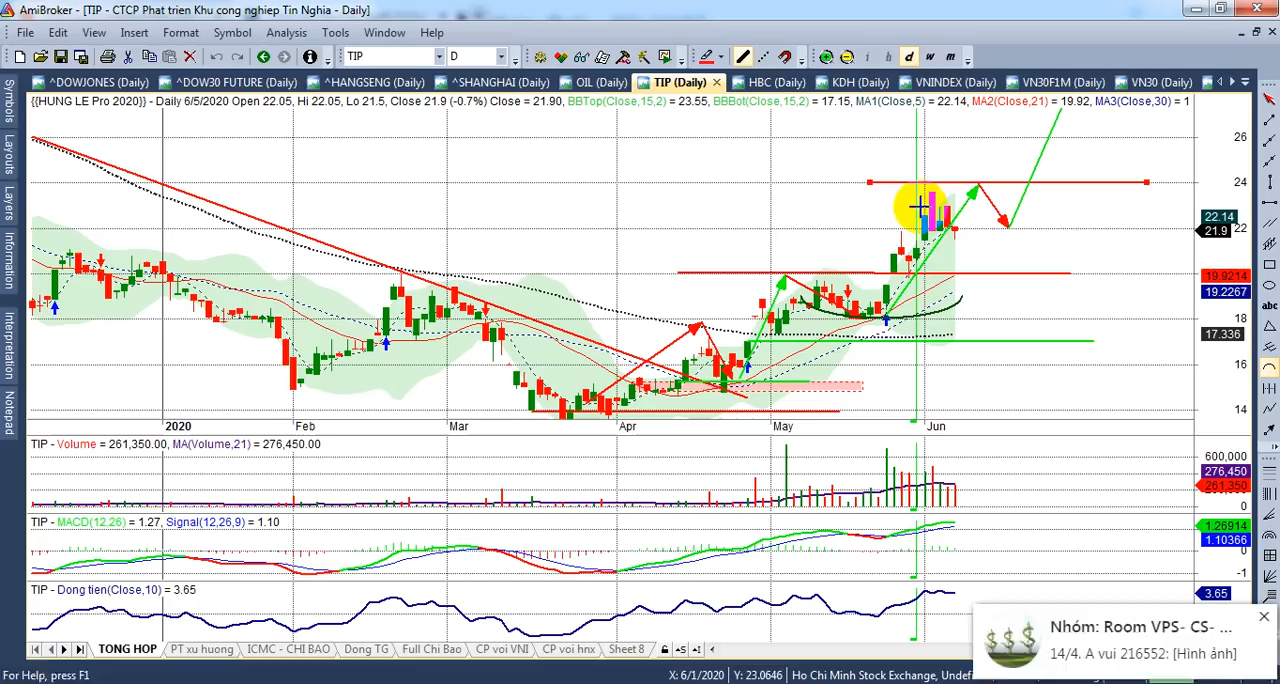 AmiBroker - [TIP - CTCP Phat trien Khu cong nghiep Tin Nghia - Daily]
File Edit View Insert Format Symbol Analysis Tools Window Help
TIP D i h d w m
^DOWJONES (Daily) ^DOW30 FUTURE (Daily) ^HANGSENG (Daily) ^SHANGHAI (Daily) OIL (Daily) TIP (Daily) HBC (Daily) KDH (Daily) VNINDEX (Daily) VN30F1M (Daily) VN30 (Daily)
{{HUNG LE Pro 2020}} - Daily 6/5/2020 Open 22.05, Hi 22.05, Lo 21.5, Close 21.9 (-0.7%) Close = 21.90, BBTop(Close,15,2) = 23.55, BBBot(Close,15,2) = 17.15, MA1(Close,5) = 22.14, MA2(Close,21) = 19.92, MA3(Close,30) = 1
Symbols
Layouts
Layers
Information
Interpretation
Notepad
abc
26
24
22.14
22
21.9
19.9214
19.2267
18
17.336
16
14
2020 Feb Mar Apr May Jun
TIP - Volume = 261,350.00, MA(Volume,21) = 276,450.00
600,000
276,450
261,350
0
TIP - MACD(12,26) = 1.27, Signal(12,26,9) = 1.10
1.26914
1.10366
0
-1
TIP - Dong tien(Close,10) = 3.65
3.65
Nhóm: Room VPS- CS- ...
14/4. A vui 216552: [Hình ảnh]
TONG HOP PT xu huong ICMC - CHI BAO Dong TG Full Chi Bao CP voi VNI CP voi hnx Sheet 8
For Help, press F1 X: 6/1/2020 Y: 23.0646 Ho Chi Minh Stock Exchange, Undefi